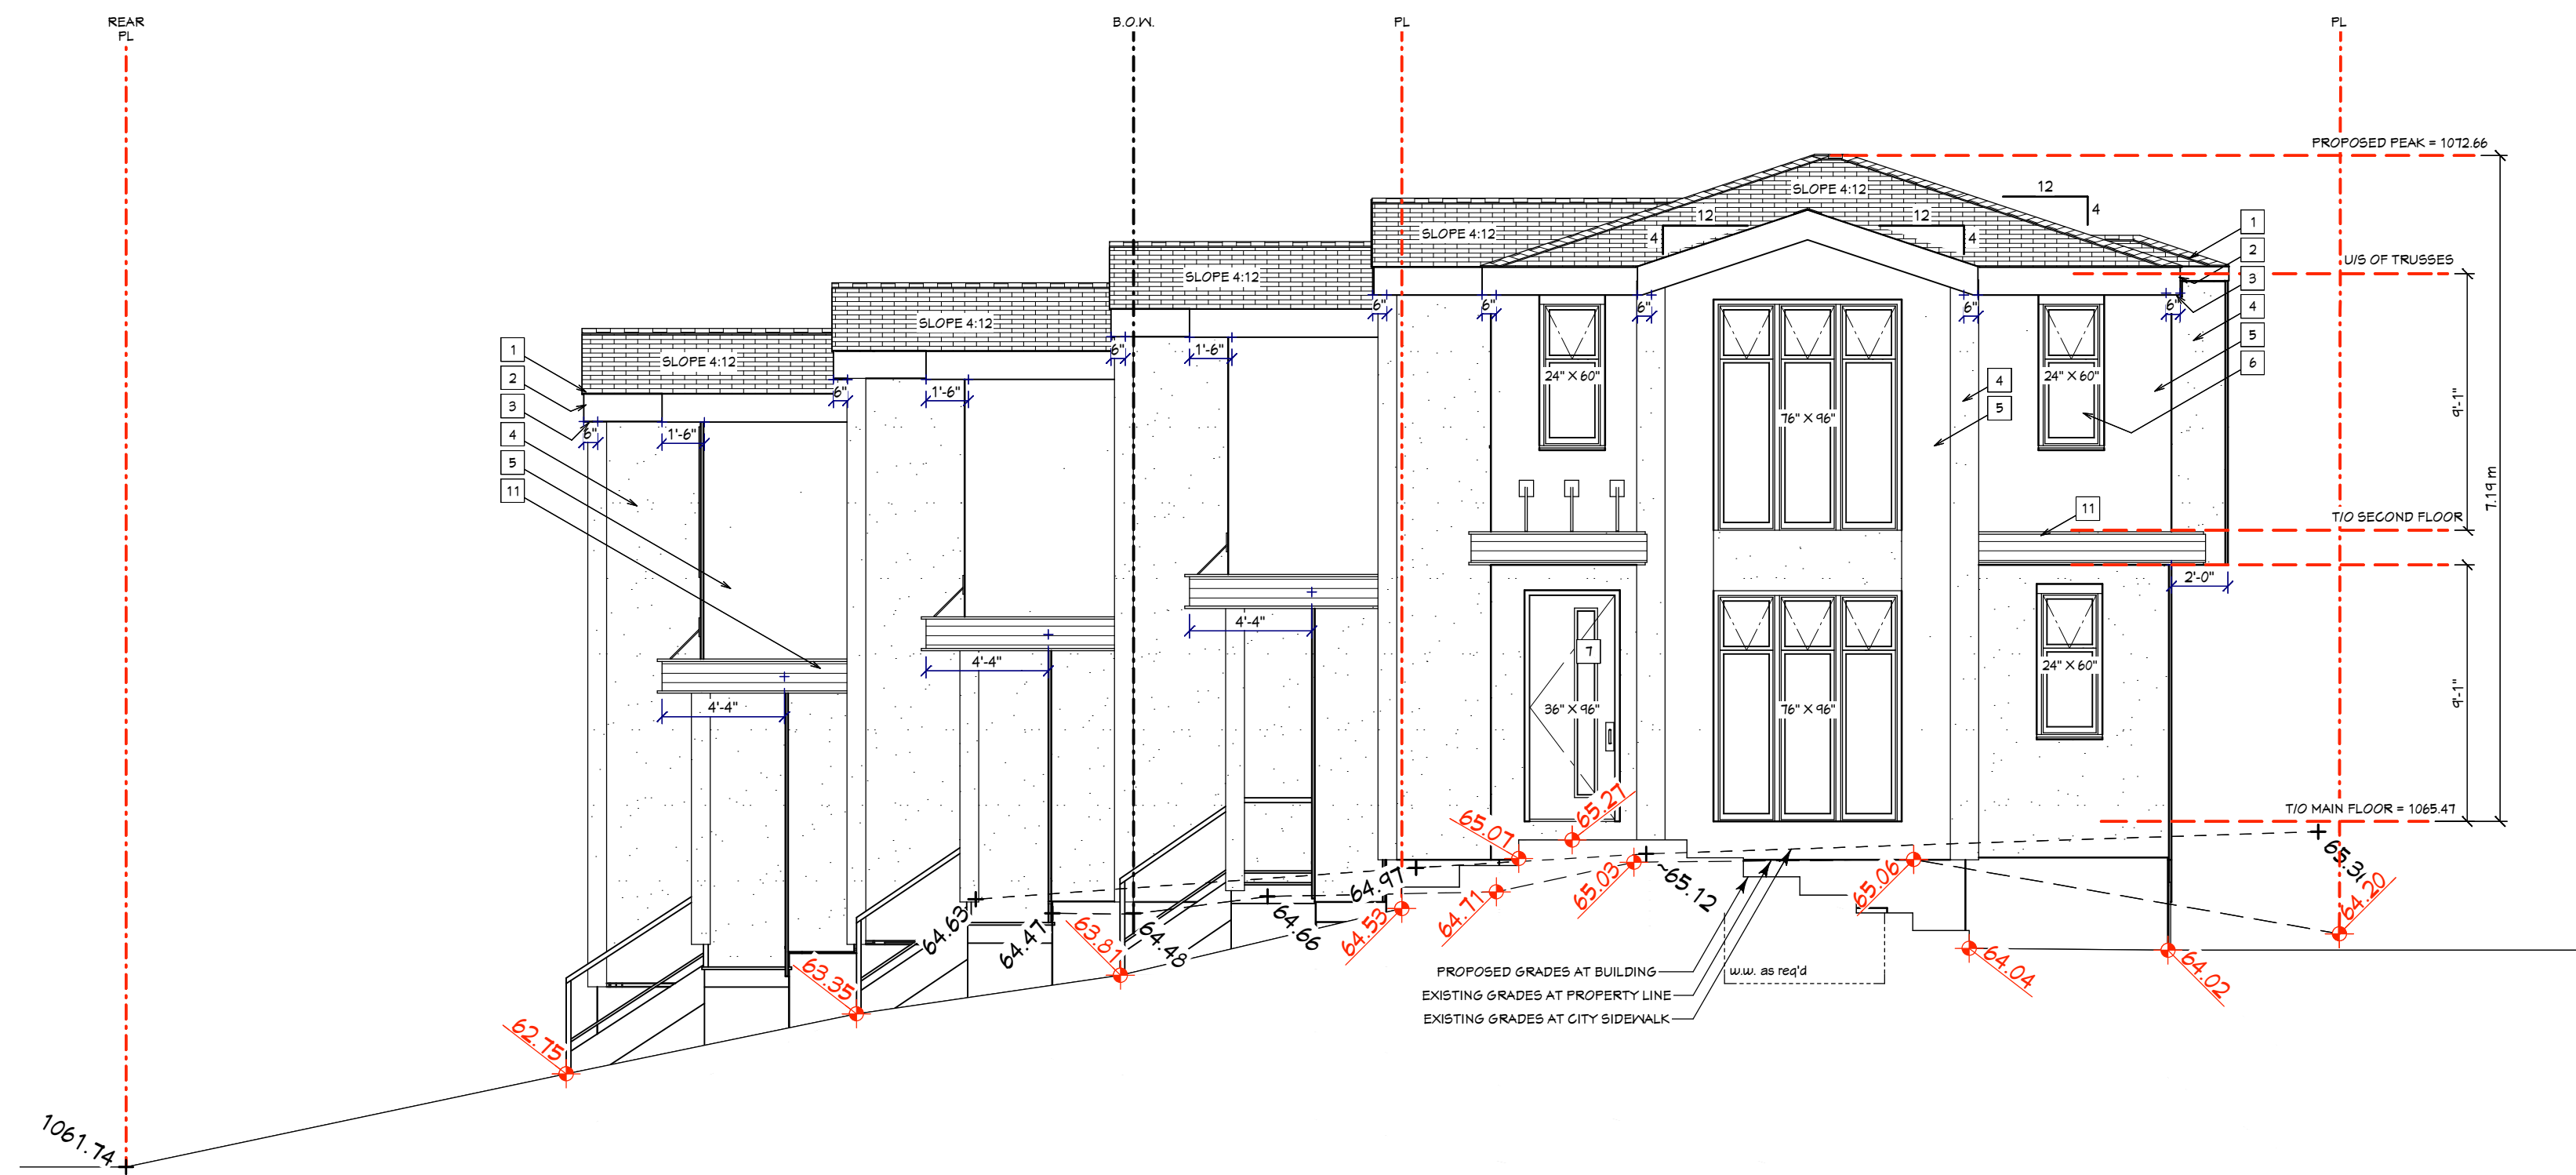 REAR
PL
B.O.W.
PL
PL
PROPOSED PEAK = 1072.66
SLOPE 4:12
12
4
12
12
4
4
SLOPE 4:12
SLOPE 4:12
SLOPE 4:12
SLOPE 4:12
1
2
3
4
5
6
U/S OF TRUSSES
6"
6"
6"
6"
6"
6"
1'-6"
6"
1'-6"
6"
1'-6"
1
2
3
4
5
11
24" X 60"
76" X 96"
24" X 60"
4
5
9'-1"
7.19 m
11
T/O SECOND FLOOR
2'-0"
4'-4"
4'-4"
4'-4"
7
24" X 60"
36" X 96"
76" X 96"
9'-1"
T/O MAIN FLOOR = 1065.47
65.07
65.27
64.97
65.03
~65.12
65.06
65.31
64.20
64.63
64.47
63.81
64.48
64.66
64.53
64.71
64.04
64.02
63.35
62.75
1061.74
PROPOSED GRADES AT BUILDING
w.w. as req'd
EXISTING GRADES AT PROPERTY LINE
EXISTING GRADES AT CITY SIDEWALK